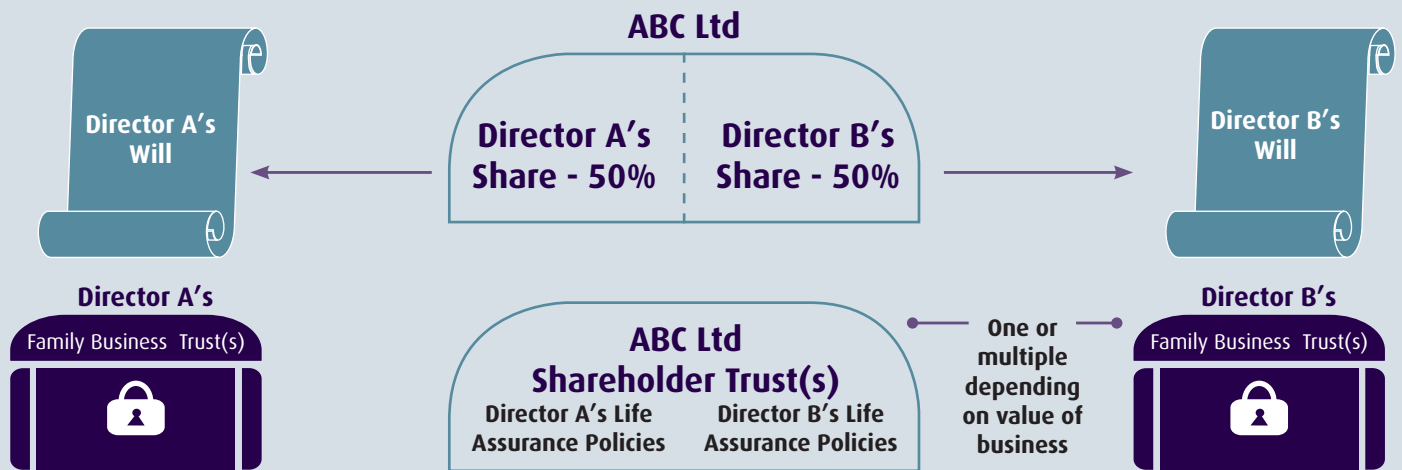 ABC Ltd
Director A’s
Will
Director A’s
Share - 50%
Director B’s
Share - 50%
Director B’s
Will
Director A’s
Family Business Trust(s)
ABC Ltd
Shareholder Trust(s)
Director A’s Life
Assurance Policies
Director B’s Life
Assurance Policies
One or
multiple
depending
on value of
business
Director B’s
Family Business Trust(s)